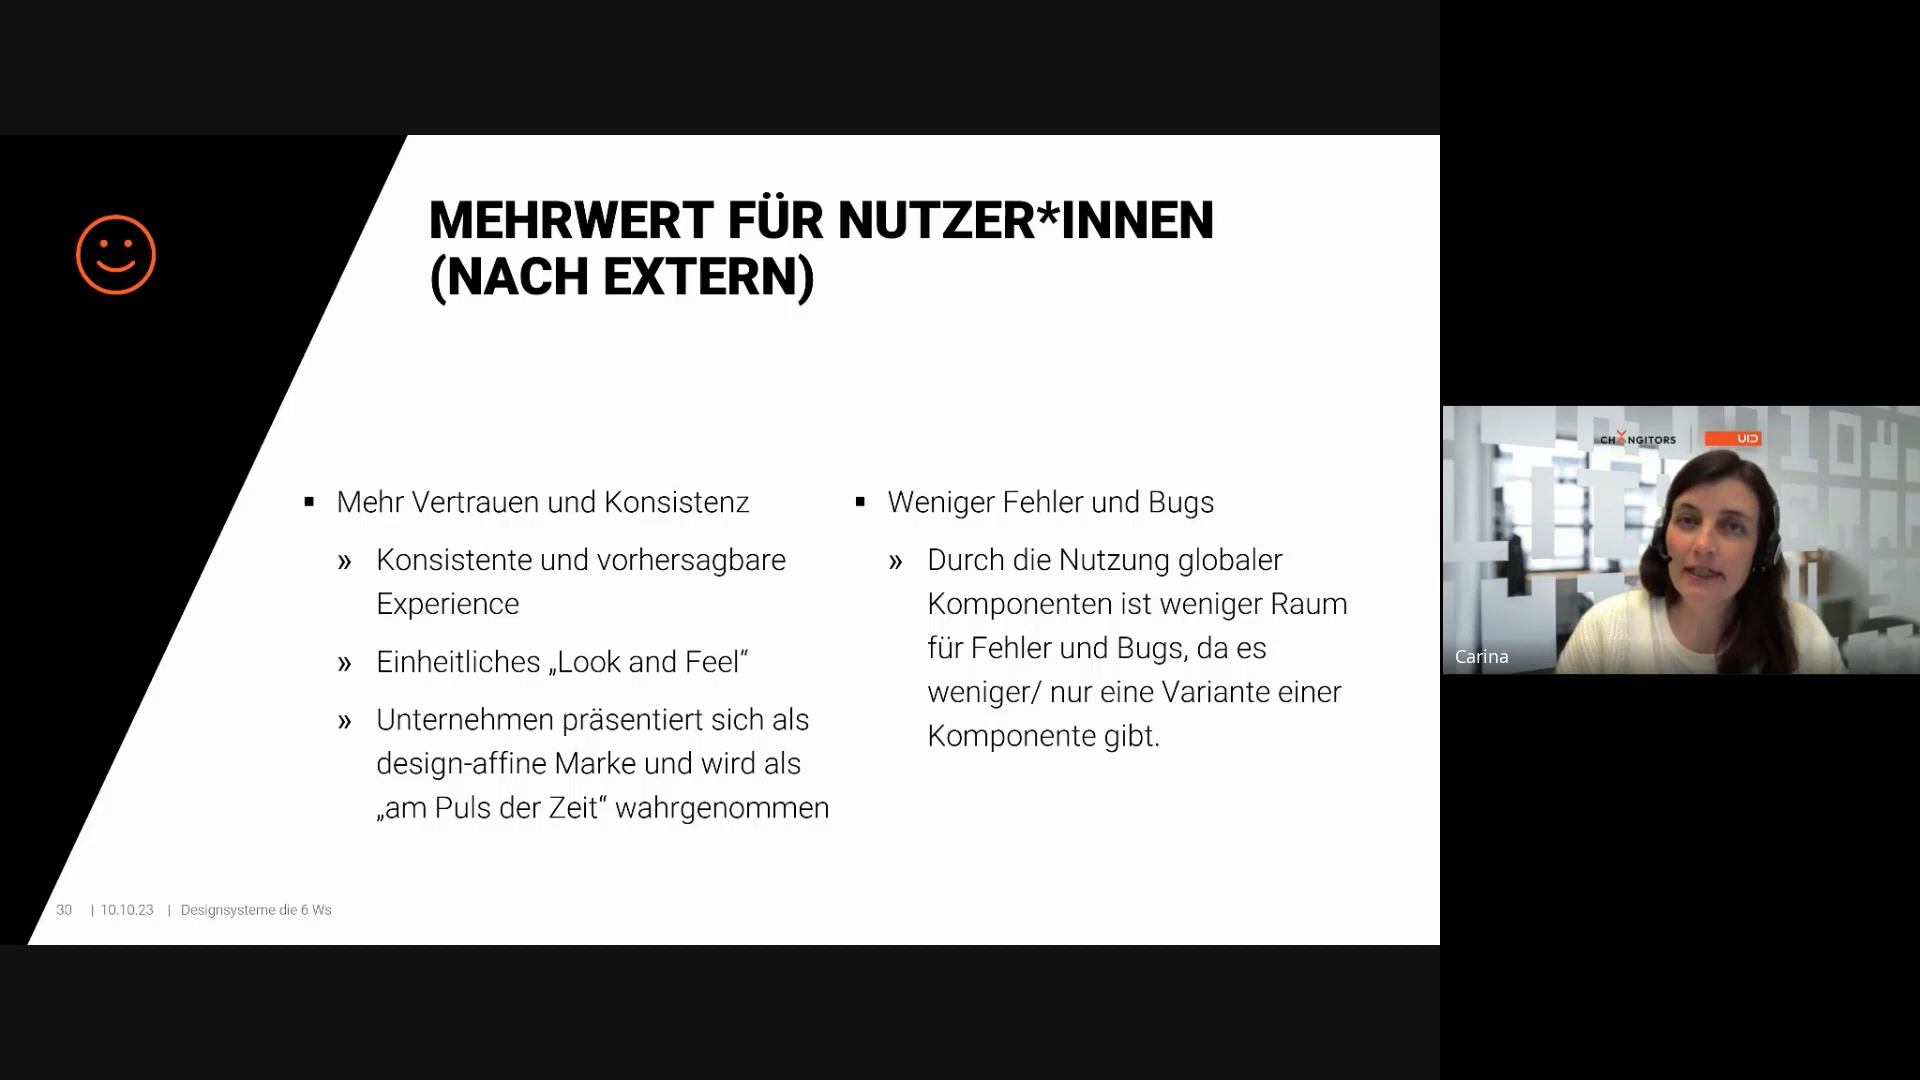 MEHRWERT FÜR NUTZER*INNEN
(NACH EXTERN)
▪ Mehr Vertrauen und Konsistenz
» Konsistente und vorhersagbare
Experience
» Einheitliches „Look and Feel“
» Unternehmen präsentiert sich als
design-affine Marke und wird als
„am Puls der Zeit“ wahrgenommen
▪ Weniger Fehler und Bugs
» Durch die Nutzung globaler
Komponenten ist weniger Raum
für Fehler und Bugs, da es
weniger/ nur eine Variante einer
Komponente gibt.
30 | 10.10.23 | Designsysteme die 6 Ws
CHANGITORS | UID
Carina